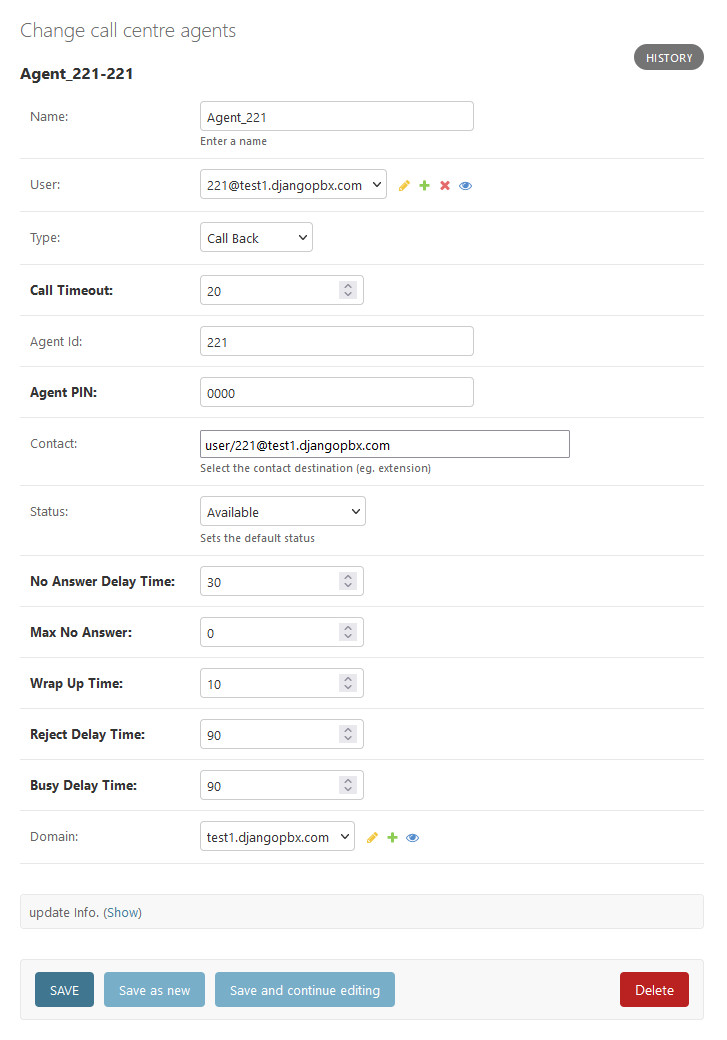 Change call centre agents
HISTORY
Agent_221-221
Name: Agent_221
Enter a name
User: 221@test1.djangopbx.com
Type: Call Back
Call Timeout: 20
Agent Id: 221
Agent PIN: 0000
Contact: user/221@test1.djangopbx.com
Select the contact destination (eg. extension)
Status: Available
Sets the default status
No Answer Delay Time: 30
Max No Answer: 0
Wrap Up Time: 10
Reject Delay Time: 90
Busy Delay Time: 90
Domain: test1.djangopbx.com
update Info. (Show)
SAVE Save as new Save and continue editing Delete